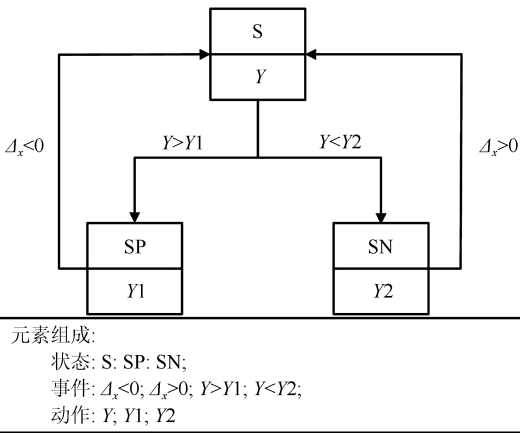 S
Y
Y>Y1
Y<Y2
Δx<0
Δx>0
SP
SN
Y1
Y2
元素组成:
状态: S: SP: SN;
事件: Δx<0; Δx>0; Y>Y1; Y<Y2;
动作: Y; Y1; Y2